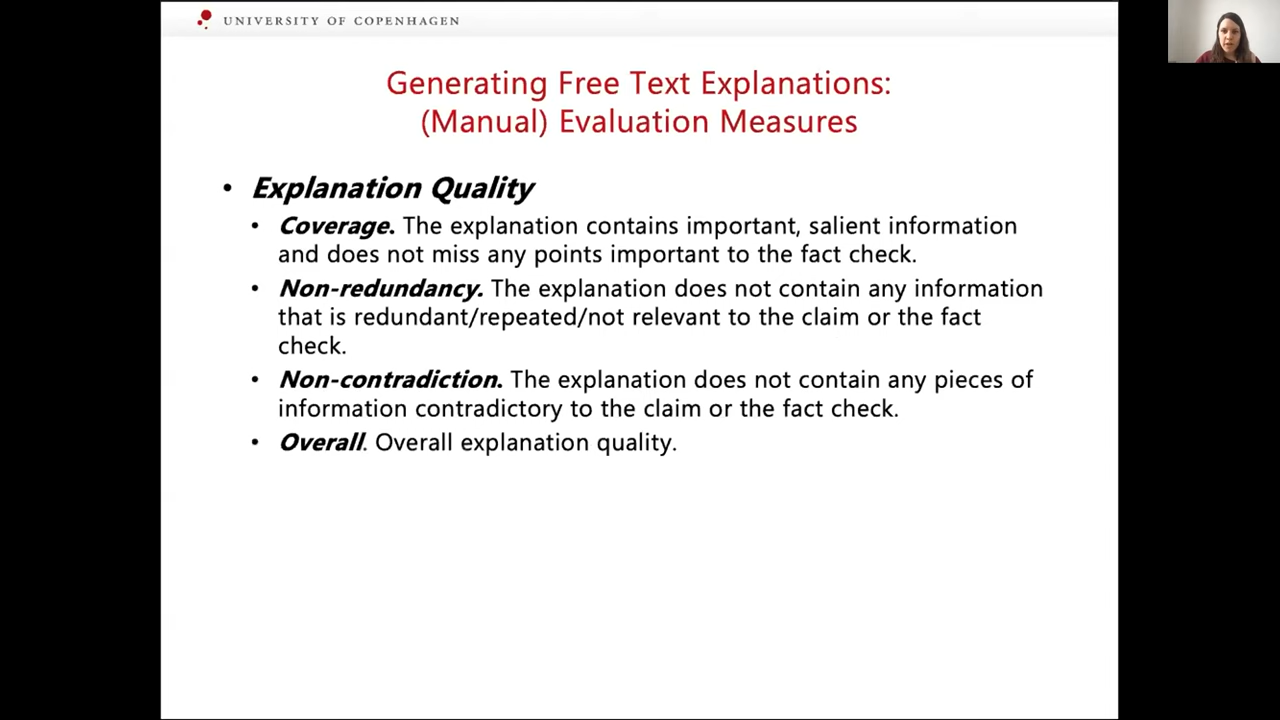 UNIVERSITY OF COPENHAGEN
Generating Free Text Explanations:
(Manual) Evaluation Measures
• Explanation Quality
• Coverage. The explanation contains important, salient information
and does not miss any points important to the fact check.
• Non-redundancy. The explanation does not contain any information
that is redundant/repeated/not relevant to the claim or the fact
check.
• Non-contradiction. The explanation does not contain any pieces of
information contradictory to the claim or the fact check.
• Overall. Overall explanation quality.